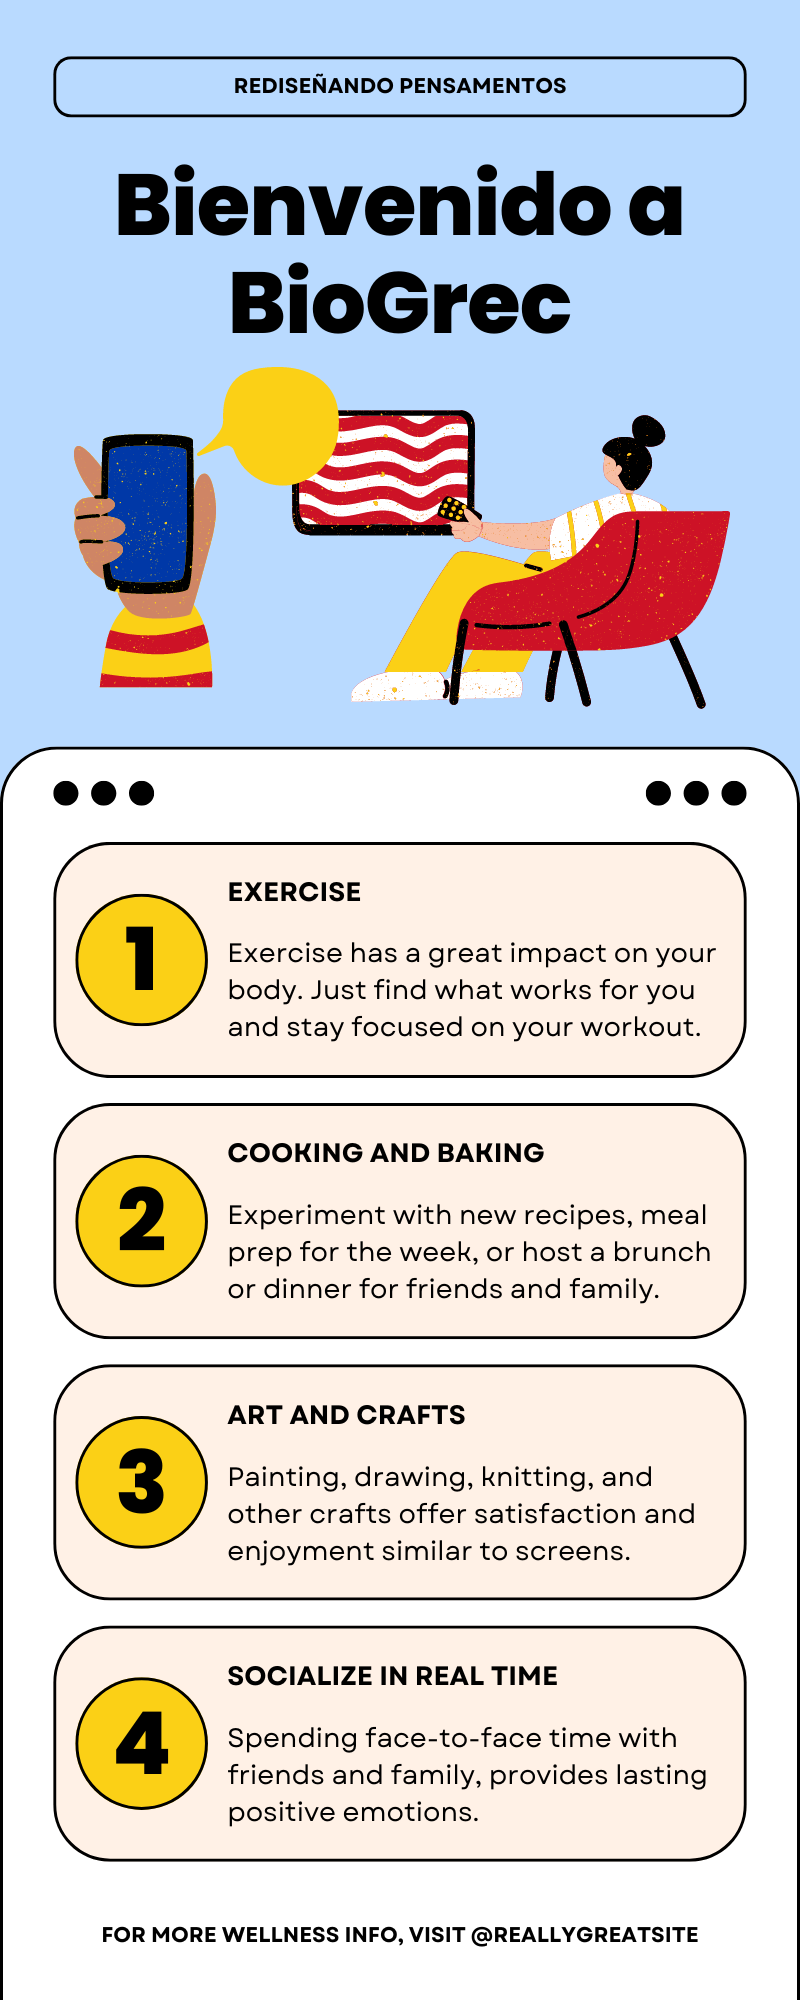 REDISEÑANDO PENSAMENTOS
Bienvenido a
BioGrec
1
EXERCISE
Exercise has a great impact on your
body. Just find what works for you
and stay focused on your workout.
2
COOKING AND BAKING
Experiment with new recipes, meal
prep for the week, or host a brunch
or dinner for friends and family.
3
ART AND CRAFTS
Painting, drawing, knitting, and
other crafts offer satisfaction and
enjoyment similar to screens.
4
SOCIALIZE IN REAL TIME
Spending face-to-face time with
friends and family, provides lasting
positive emotions.
FOR MORE WELLNESS INFO, VISIT @REALLYGREATSITE